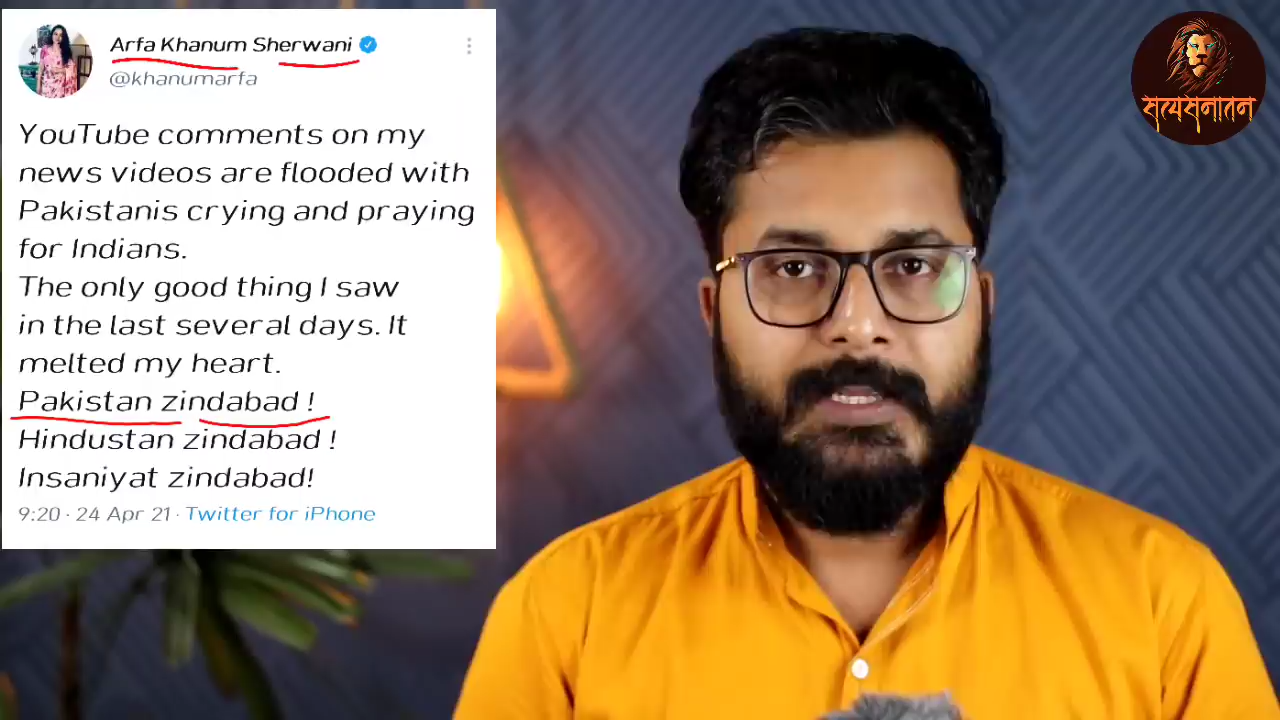 Arfa Khanum Sherwani
@khanumarfa
YouTube comments on my
news videos are flooded with
Pakistanis crying and praying
for Indians.
The only good thing I saw
in the last several days. It
melted my heart.
Pakistan zindabad !
Hindustan zindabad !
Insaniyat zindabad!
9:20 · 24 Apr 21 · Twitter for iPhone
सत्यसनातन